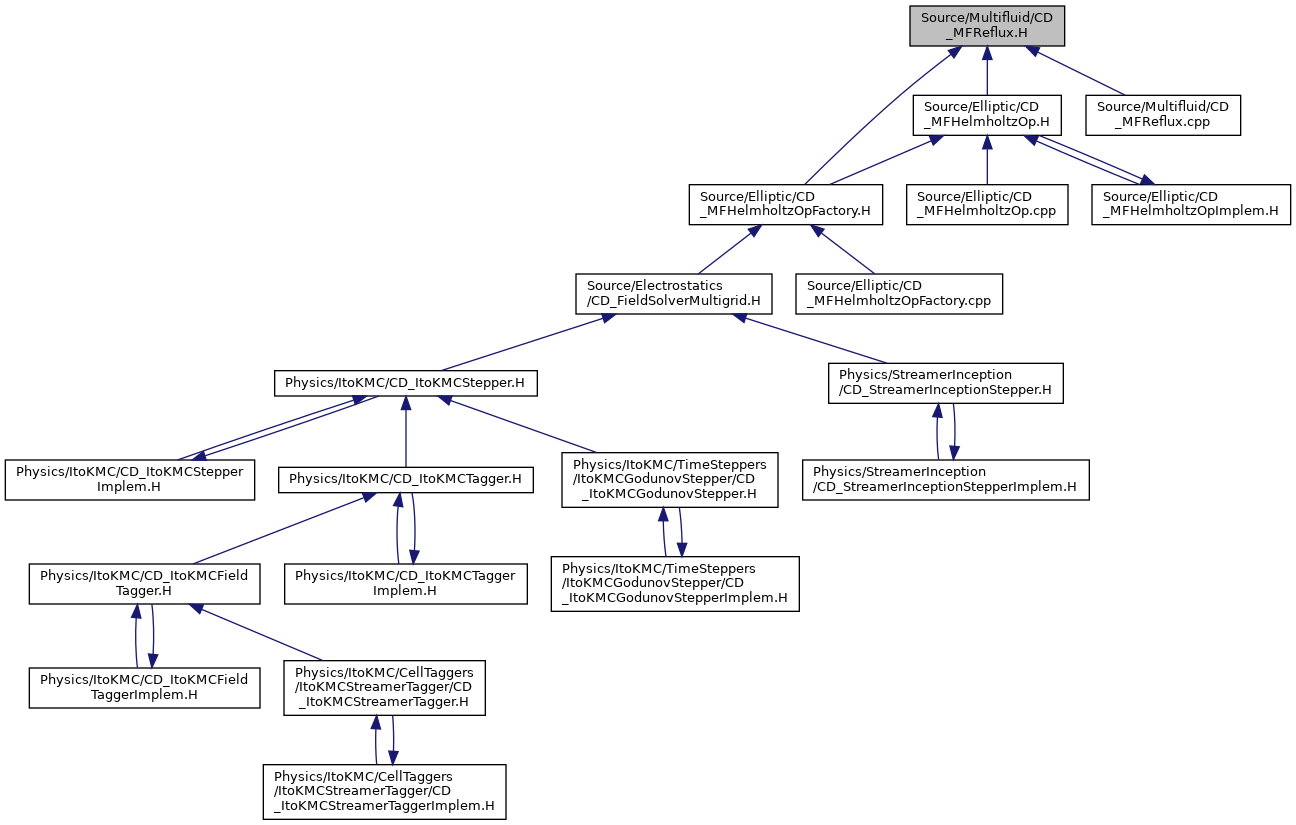 Source/Multifluid/CD
_MFReflux.H
Source/Elliptic/CD
_MFHelmholtzOp.H
Source/Multifluid/CD
_MFReflux.cpp
Source/Elliptic/CD
_MFHelmholtzOpFactory.H
Source/Elliptic/CD
_MFHelmholtzOp.cpp
Source/Elliptic/CD
_MFHelmholtzOpImplem.H
Source/Electrostatics
/CD_FieldSolverMultigrid.H
Source/Elliptic/CD
_MFHelmholtzOpFactory.cpp
Physics/ItoKMC/CD_ItoKMCStepper.H
Physics/StreamerInception
/CD_StreamerInceptionStepper.H
Physics/ItoKMC/CD_ItoKMCStepper
Implem.H
Physics/ItoKMC/CD_ItoKMCTagger.H
Physics/ItoKMC/TimeSteppers
/ItoKMCGodunovStepper/CD
_ItoKMCGodunovStepper.H
Physics/StreamerInception
/CD_StreamerInceptionStepperImplem.H
Physics/ItoKMC/CD_ItoKMCField
Tagger.H
Physics/ItoKMC/CD_ItoKMCTagger
Implem.H
Physics/ItoKMC/TimeSteppers
/ItoKMCGodunovStepper/CD
_ItoKMCGodunovStepperImplem.H
Physics/ItoKMC/CD_ItoKMCField
TaggerImplem.H
Physics/ItoKMC/CellTaggers
/ItoKMCStreamerTagger/CD
_ItoKMCStreamerTagger.H
Physics/ItoKMC/CellTaggers
/ItoKMCStreamerTagger/CD
_ItoKMCStreamerTaggerImplem.H